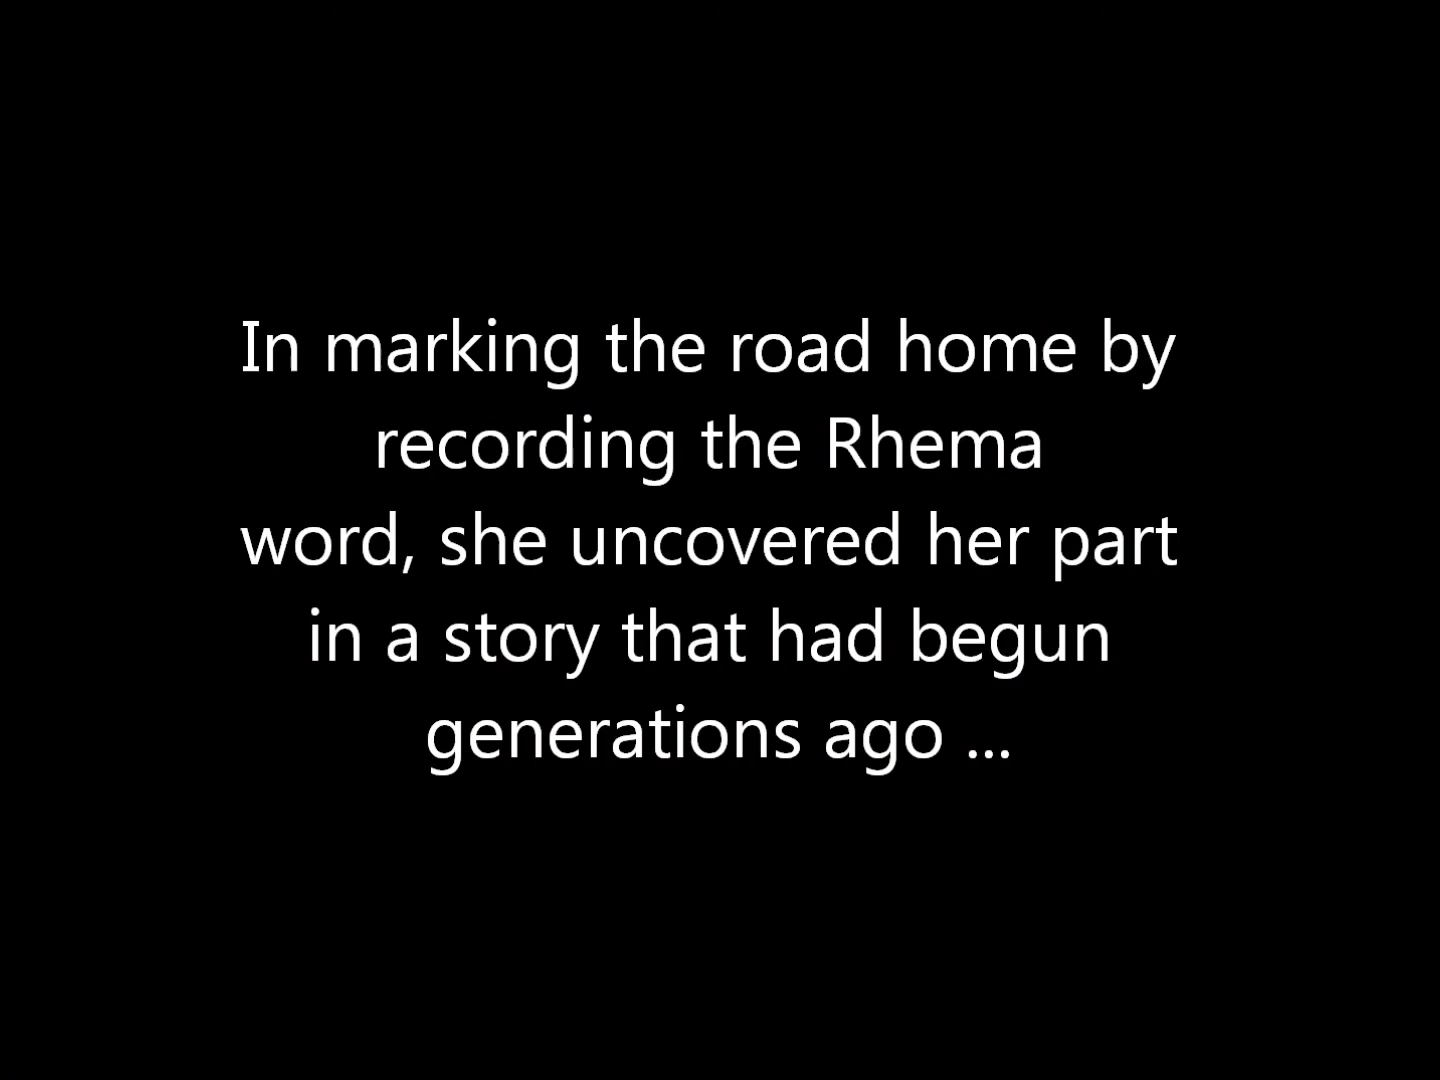 In marking the road home by
recording the Rhema
word, she uncovered her part
in a story that had begun
generations ago ...